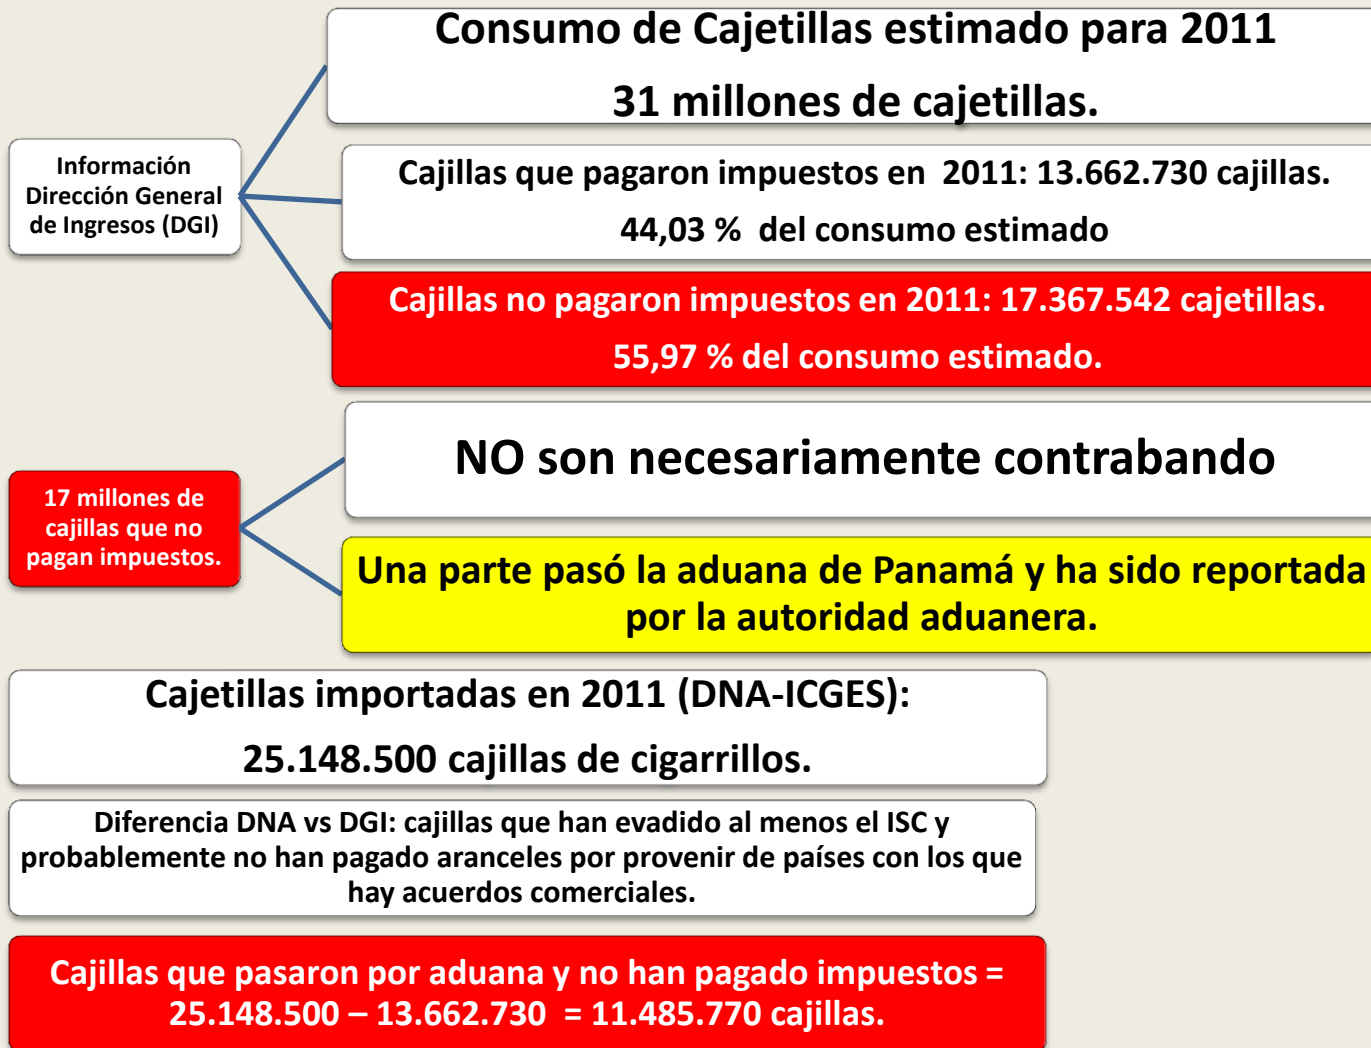 Consumo de Cajetillas estimado para 2011
31 millones de cajetillas.
Información
Dirección General
de Ingresos (DGI)
Cajillas que pagaron impuestos en 2011: 13.662.730 cajillas.
44,03 % del consumo estimado
Cajillas no pagaron impuestos en 2011: 17.367.542 cajetillas.
55,97 % del consumo estimado.
NO son necesariamente contrabando
17 millones de
cajillas que no
pagan impuestos.
Una parte pasó la aduana de Panamá y ha sido reportada
por la autoridad aduanera.
Cajetillas importadas en 2011 (DNA-ICGES):
25.148.500 cajillas de cigarrillos.
Diferencia DNA vs DGI: cajillas que han evadido al menos el ISC y
probablemente no han pagado aranceles por provenir de países con los que
hay acuerdos comerciales.
Cajillas que pasaron por aduana y no han pagado impuestos =
25.148.500 – 13.662.730 = 11.485.770 cajillas.